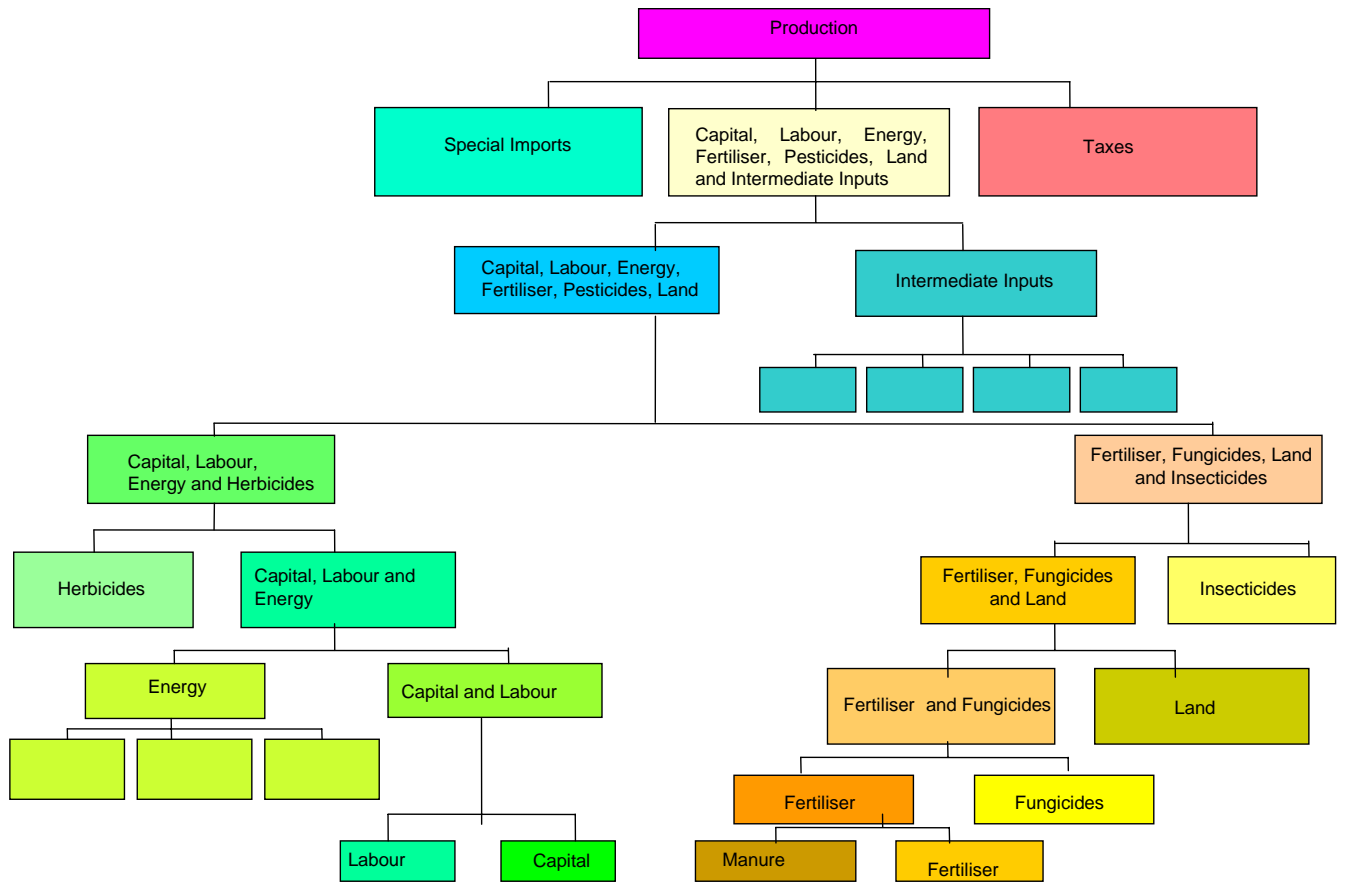 Production
Special Imports
Capital, Labour, Energy,
Fertiliser, Pesticides, Land
and Intermediate Inputs
Taxes
Capital, Labour, Energy,
Fertiliser, Pesticides, Land
Intermediate Inputs
Capital, Labour,
Energy and Herbicides
Fertiliser, Fungicides, Land
and Insecticides
Herbicides
Capital, Labour and
Energy
Fertiliser, Fungicides
and Land
Insecticides
Energy
Capital and Labour
Fertiliser and Fungicides
Land
Fertiliser
Fungicides
Labour
Capital
Manure
Fertiliser